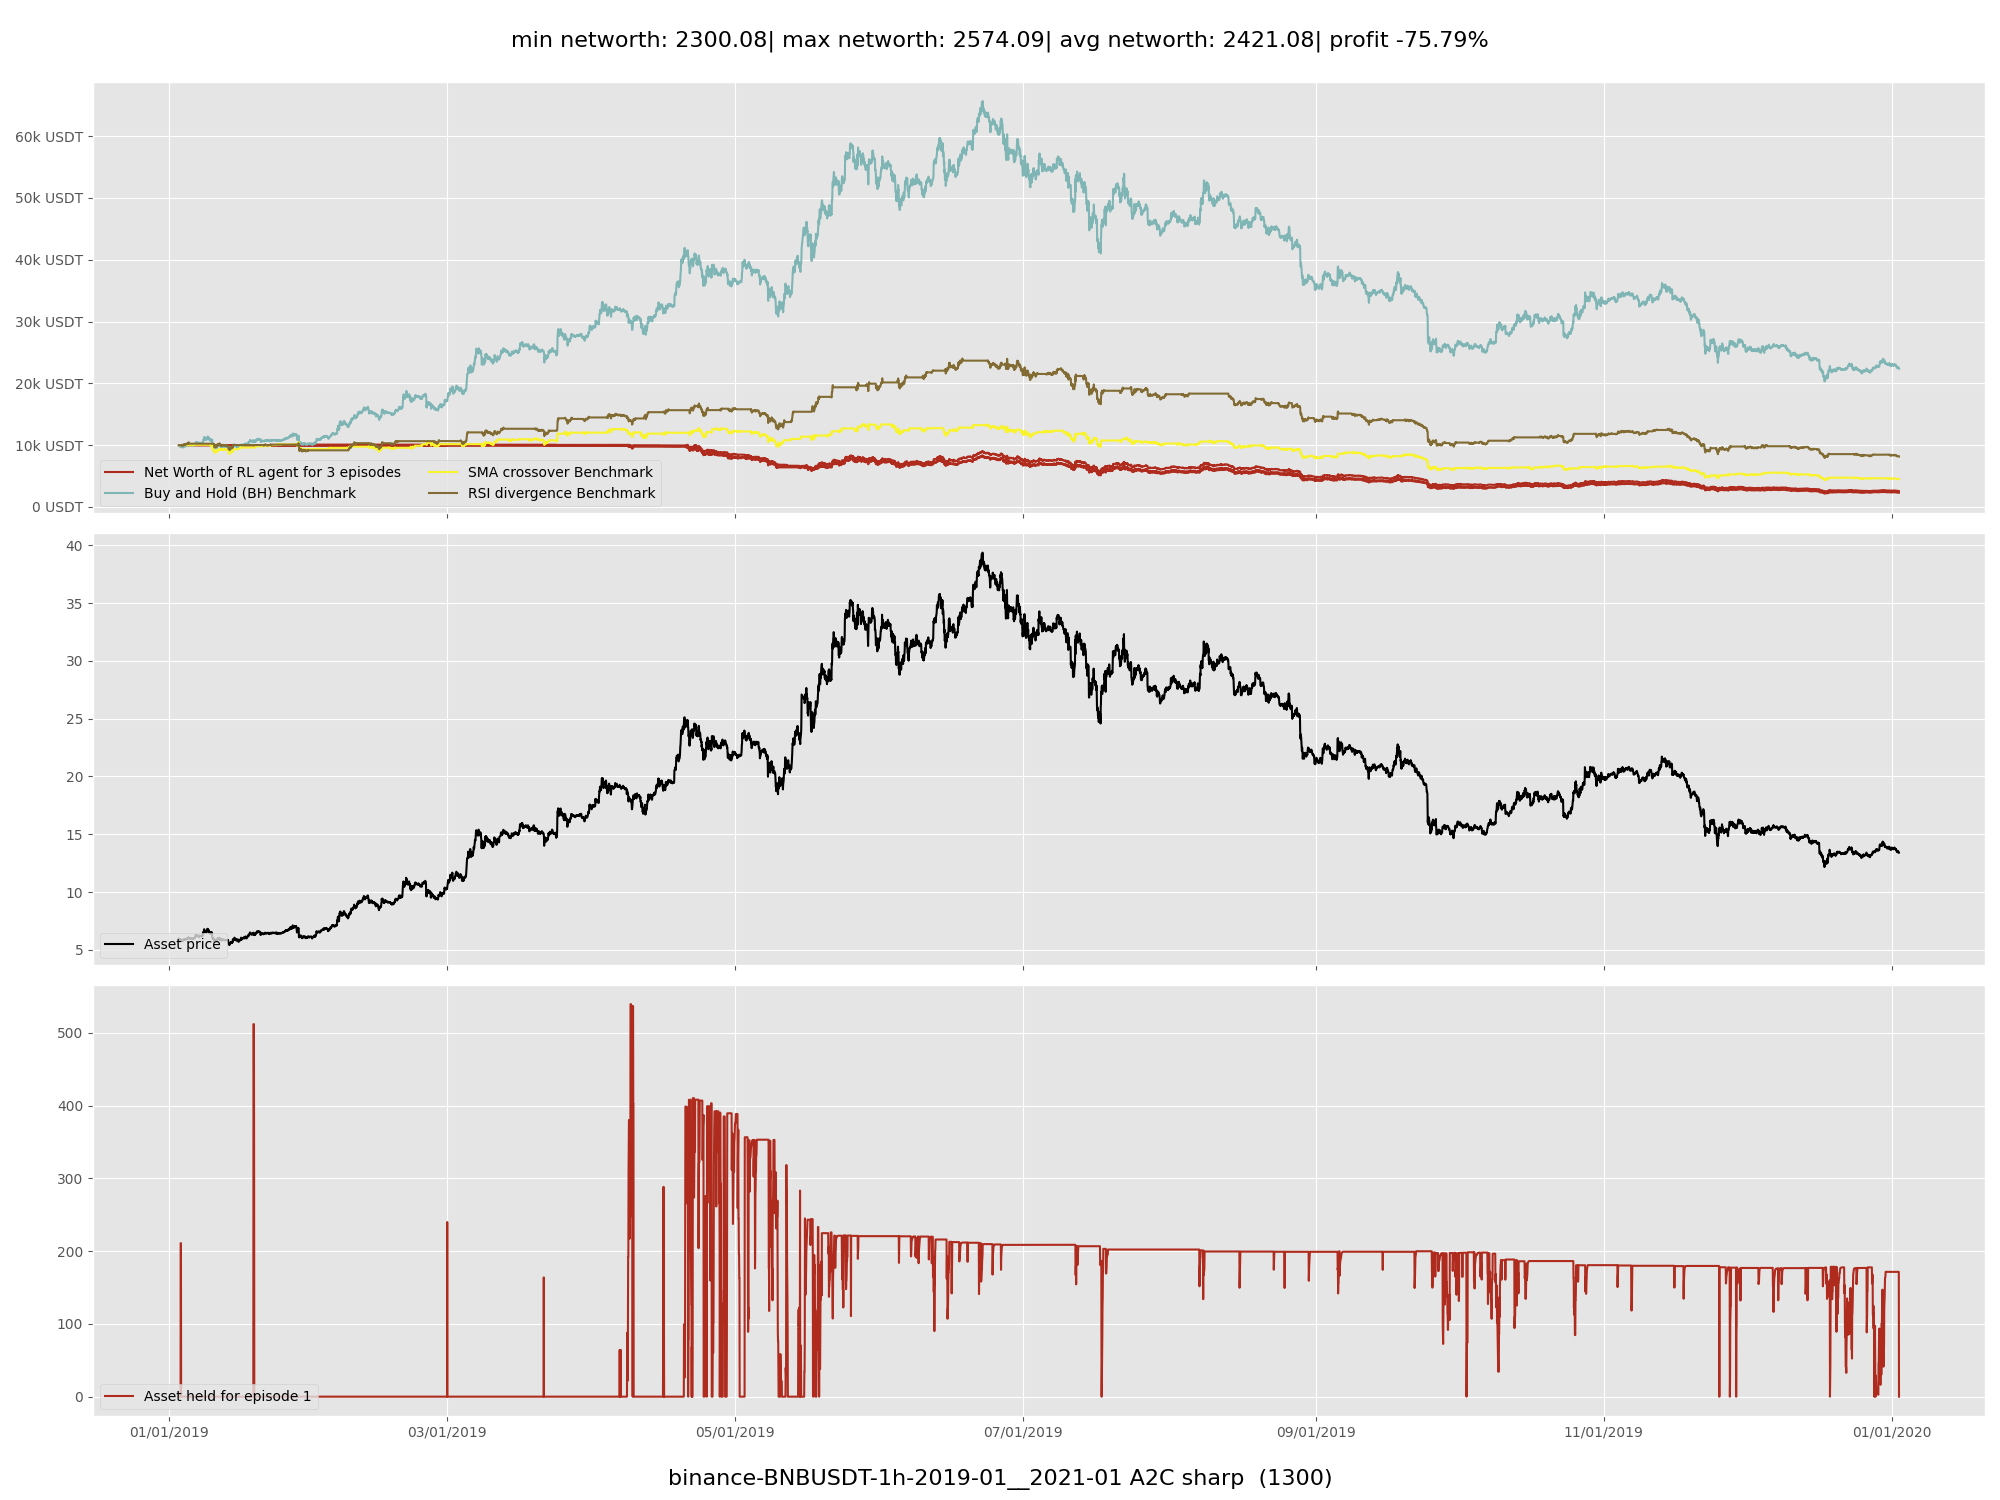 min networth: 2300.08| max networth: 2574.09| avg networth: 2421.08| profit -75.79%
60k USDT
50k USDT
40k USDT
30k USDT
20k USDT
10k USDT
0 USDT
Net Worth of RL agent for 3 episodes
Buy and Hold (BH) Benchmark
SMA crossover Benchmark
RSI divergence Benchmark
40
35
30
25
20
15
10
5
Asset price
500
400
300
200
100
0
Asset held for episode 1
01/01/2019 03/01/2019 05/01/2019 07/01/2019 09/01/2019 11/01/2019 01/01/2020
binance-BNBUSDT-1h-2019-01__2021-01 A2C sharp (1300)